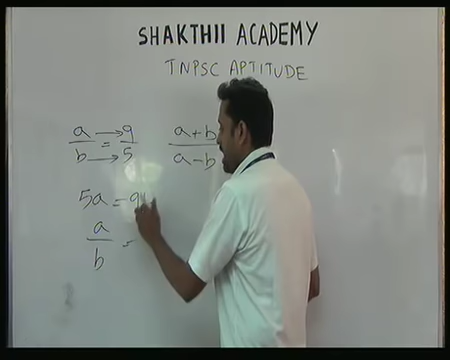 SHAKTHII ACADEMY
TNPSC APTITUDE
a → 9
b → 5
=
a+b
a-b
5a = 9
a
b
=